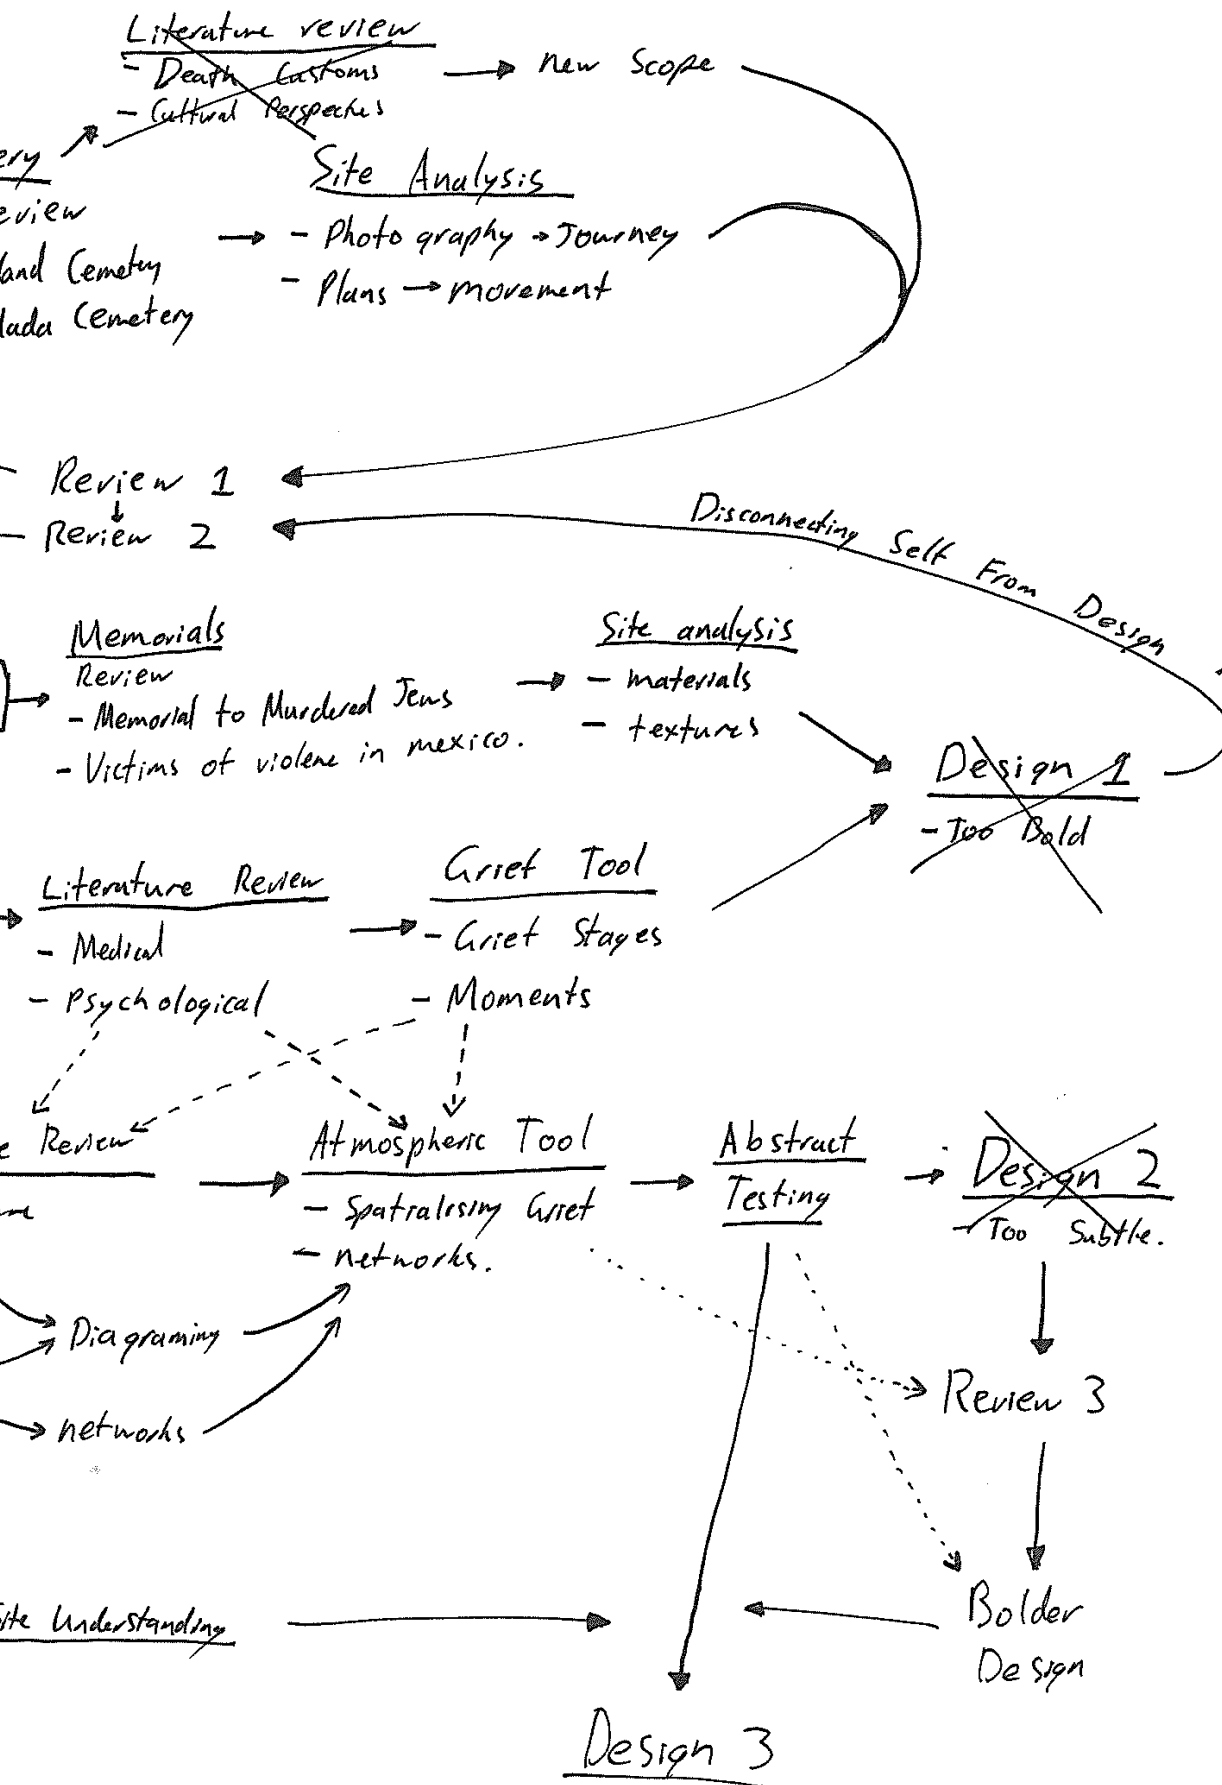 Literature review
- Death Customs
- Cultural Perspectives
→ new Scope
ery
eview
land Cemetery
lada Cemetery
Site Analysis
- Photography → Journey
- Plans → movement
Review 1
Review 2
Disconnecting Self From Design
Memorials
Review
- Memorial to Murdered Jews
- Victims of violene in mexico.
Site analysis
- materials
- textures
Design 1
- Too Bold
Literature Review
- Medical
- Psychological
Grief Tool
- Grief Stages
- Moments
e Review
Atmospheric Tool
- Spatialising Grief
- networks.
Abstract
Testing
Design 2
- Too Subtle.
Diagraming
networks
Review 3
Site Understanding
Bolder
Design
Design 3